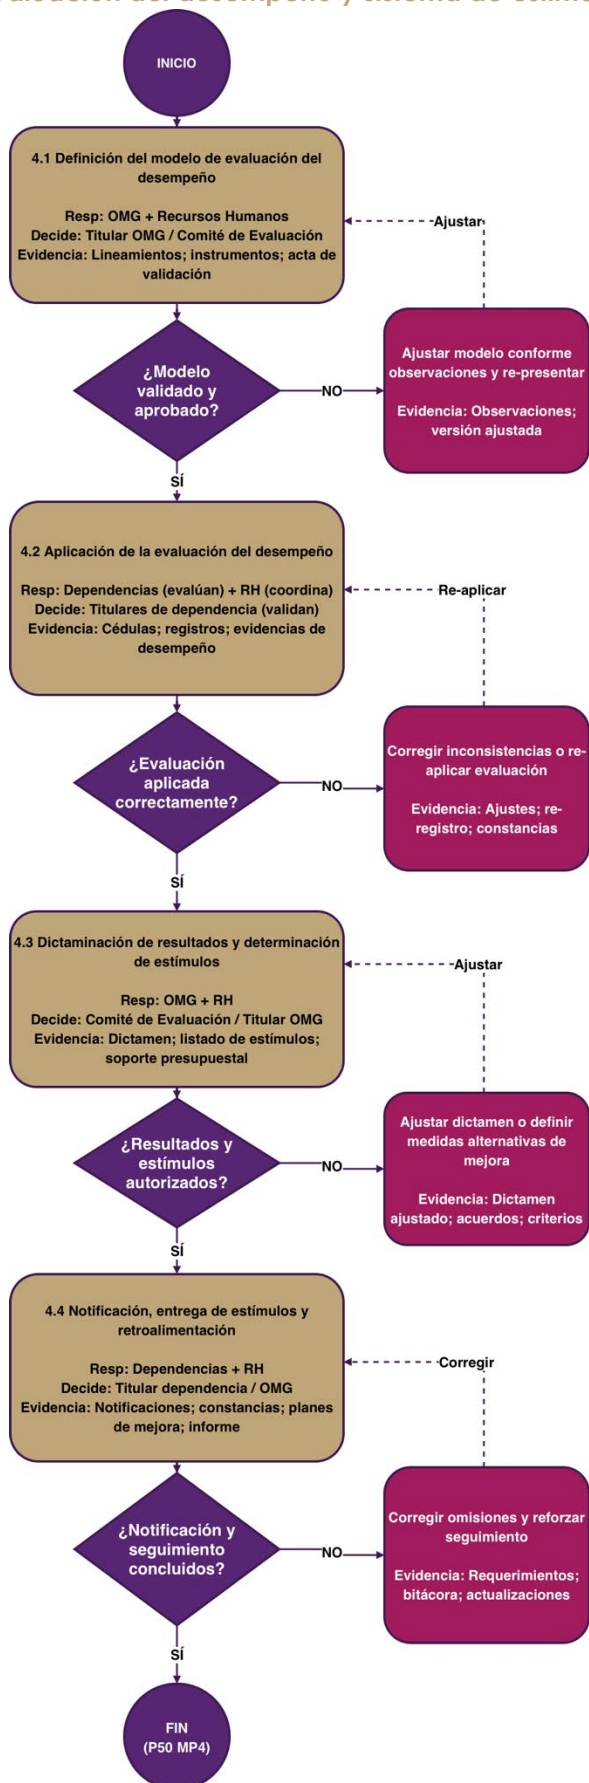 INICIO
4.1 Definición del modelo de evaluación del
desempeño
Resp: OMG + Recursos Humanos
Decide: Titular OMG / Comité de Evaluación
Evidencia: Lineamientos; instrumentos; acta de
validación
Ajustar
¿Modelo
validado y
aprobado?
NO
Ajustar modelo conforme
observaciones y re-presentar
Evidencia: Observaciones;
versión ajustada
SÍ
4.2 Aplicación de la evaluación del desempeño
Resp: Dependencias (evalúan) + RH (coordina)
Decide: Titulares de dependencia (validan)
Evidencia: Cédulas; registros; evidencias de
desempeño
Re-aplicar
¿Evaluación
aplicada
correctamente?
NO
Corregir inconsistencias o re-
aplicar evaluación
Evidencia: Ajustes; re-
registro; constancias
SÍ
4.3 Dictaminación de resultados y determinación
de estímulos
Resp: OMG + RH
Decide: Comité de Evaluación / Titular OMG
Evidencia: Dictamen; listado de estímulos;
soporte presupuestal
Ajustar
¿Resultados y
estímulos
autorizados?
NO
Ajustar dictamen o definir
medidas alternativas de
mejora
Evidencia: Dictamen
ajustado; acuerdos; criterios
SÍ
4.4 Notificación, entrega de estímulos y
retroalimentación
Resp: Dependencias + RH
Decide: Titular dependencia / OMG
Evidencia: Notificaciones; constancias; planes
de mejora; informe
Corregir
¿Notificación y
seguimiento
concluidos?
NO
Corregir omisiones y reforzar
seguimiento
Evidencia: Requerimientos;
bitácora; actualizaciones
SÍ
FIN
(P50 MP4)